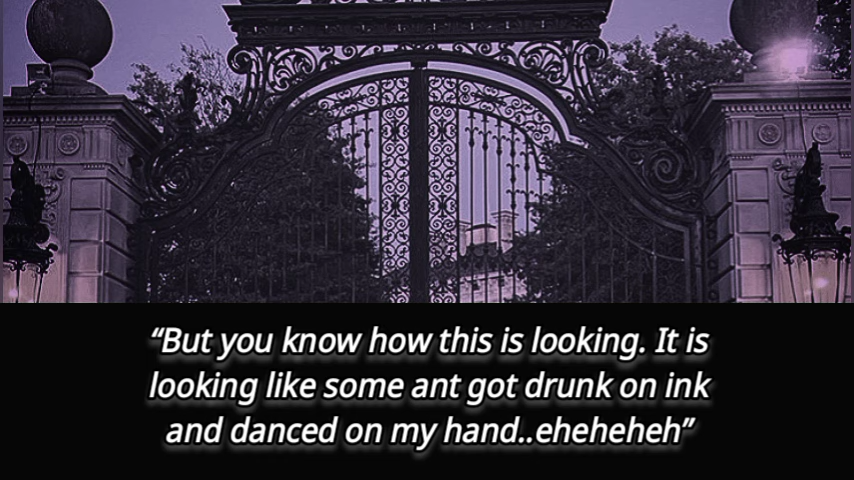 “But you know how this is looking. It is
looking like some ant got drunk on ink
and danced on my hand..eheheheh”